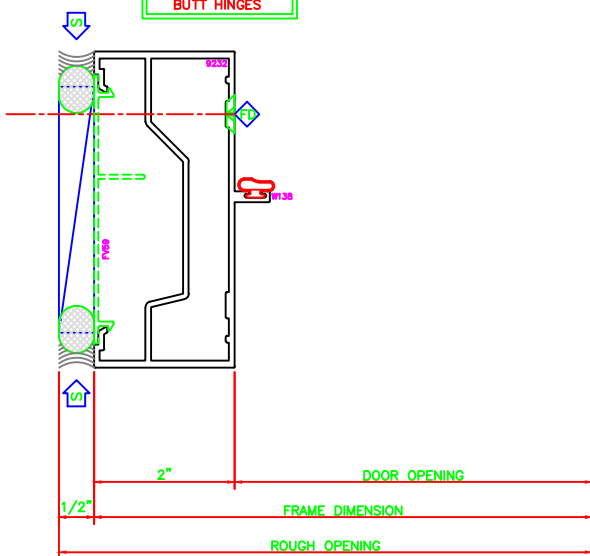 BUTT HINGES
S
9232
FD
W138
FV59
S
2"
DOOR OPENING
1/2"
FRAME DIMENSION
ROUGH OPENING